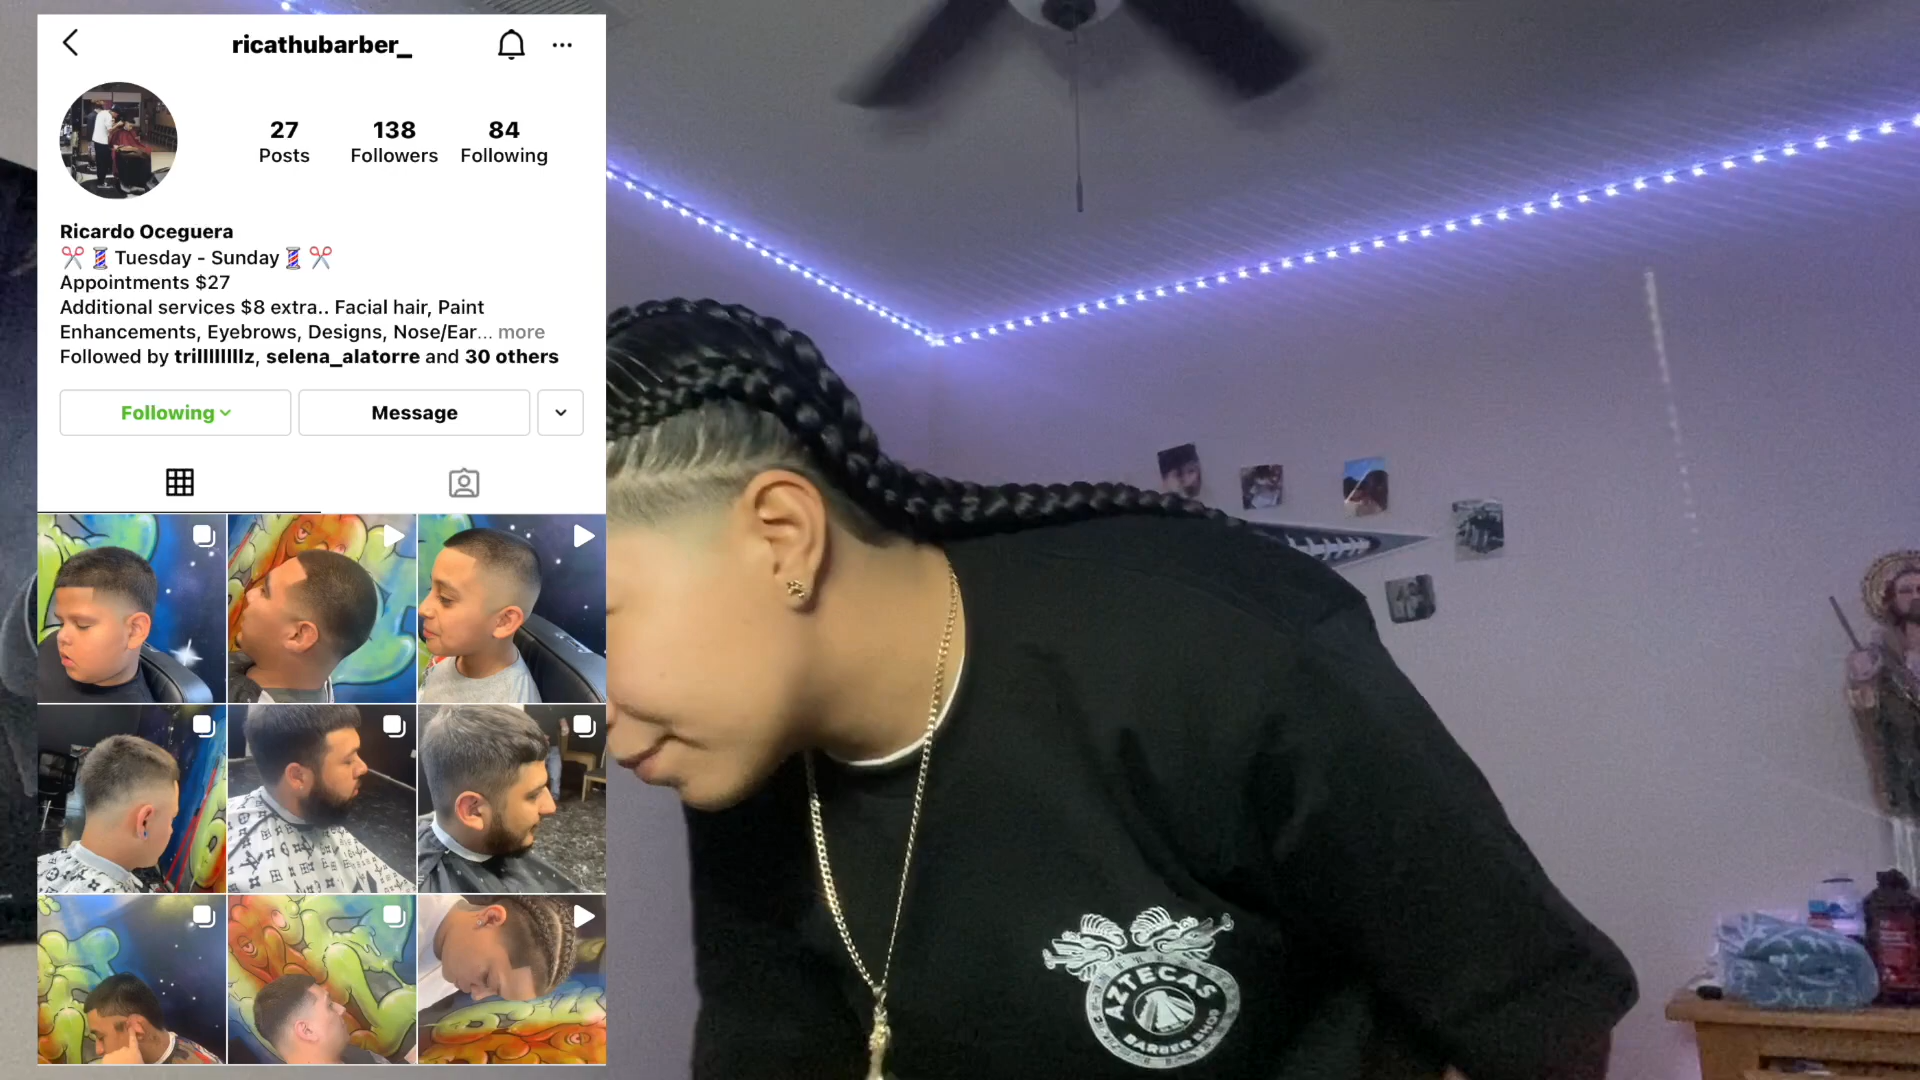 ricathubarber_
27
Posts
138
Followers
84
Following
Ricardo Oceguera
✂️💈Tuesday - Sunday💈✂️
Appointments $27
Additional services $8 extra.. Facial hair, Paint
Enhancements, Eyebrows, Designs, Nose/Ear... more
Followed by trillllllllz, selena_alatorre and 30 others
Following
Message
AZTECAS
BARBER SHOP